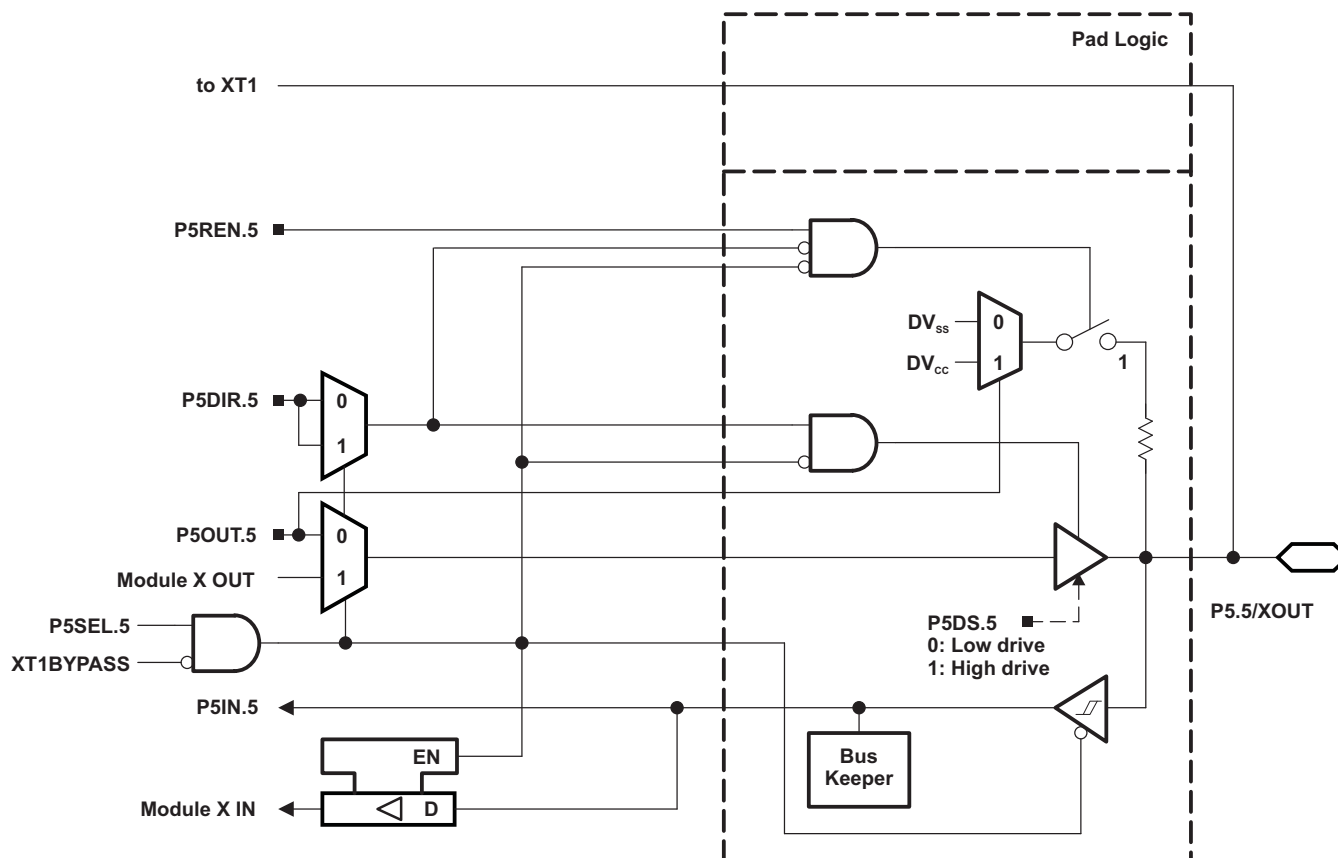 Pad Logic
to XT1
P5REN.5
DVss
0
DVcc
1
1
P5DIR.5
0
1
P5OUT.5
0
Module X OUT
1
P5SEL.5
XT1BYPASS
P5DS.5
0: Low drive
1: High drive
P5.5/XOUT
P5IN.5
EN
Bus
Keeper
Module X IN
D